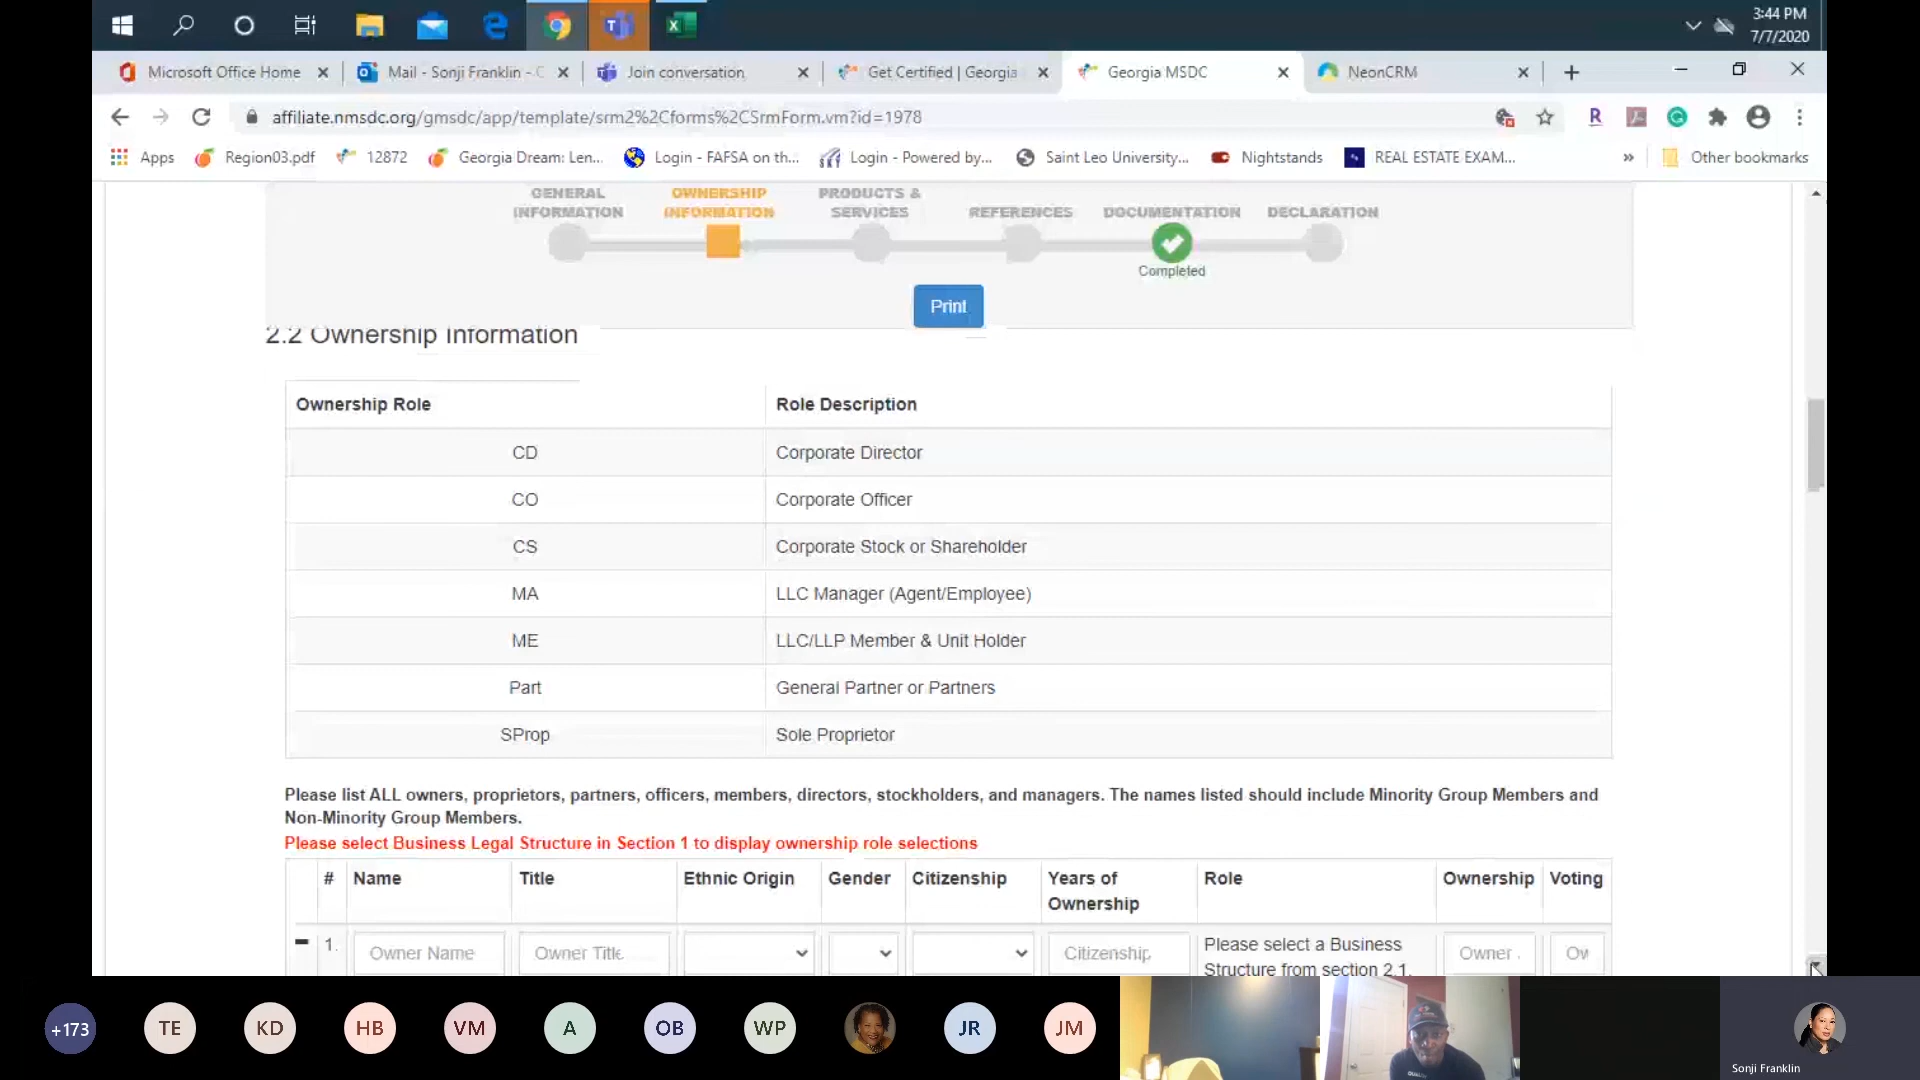 3:44 PM
7/7/2020
Microsoft Office Home
Mail - Sonji Franklin -
Join conversation
Get Certified | Georgia
Georgia MSDC
NeonCRM
affiliate.nmsdc.org/gmsdc/app/template/srm2%2Cforms%2CSrmForm.vm?id=1978
Apps
Region03.pdf
12872
Georgia Dream: Len...
Login - FAFSA on th...
Login - Powered by...
Saint Leo University...
Nightstands
REAL ESTATE EXAM...
Other bookmarks
GENERAL INFORMATION
OWNERSHIP INFORMATION
PRODUCTS & SERVICES
REFERENCES
DOCUMENTATION
DECLARATION
Completed
Print
2.2 Ownership Information
Ownership Role Role Description
CD Corporate Director
CO Corporate Officer
CS Corporate Stock or Shareholder
MA LLC Manager (Agent/Employee)
ME LLC/LLP Member & Unit Holder
Part General Partner or Partners
SProp Sole Proprietor
Please list ALL owners, proprietors, partners, officers, members, directors, stockholders, and managers. The names listed should include Minority Group Members and
Non-Minority Group Members.
Please select Business Legal Structure in Section 1 to display ownership role selections
# Name Title Ethnic Origin Gender Citizenship Years of Ownership Role Ownership Voting
1. Owner Name Owner Title Citizenship Please select a Business Structure from section 2.1. Owner Ow
+173 TE KD HB VM A OB WP JR JM
Sonji Franklin